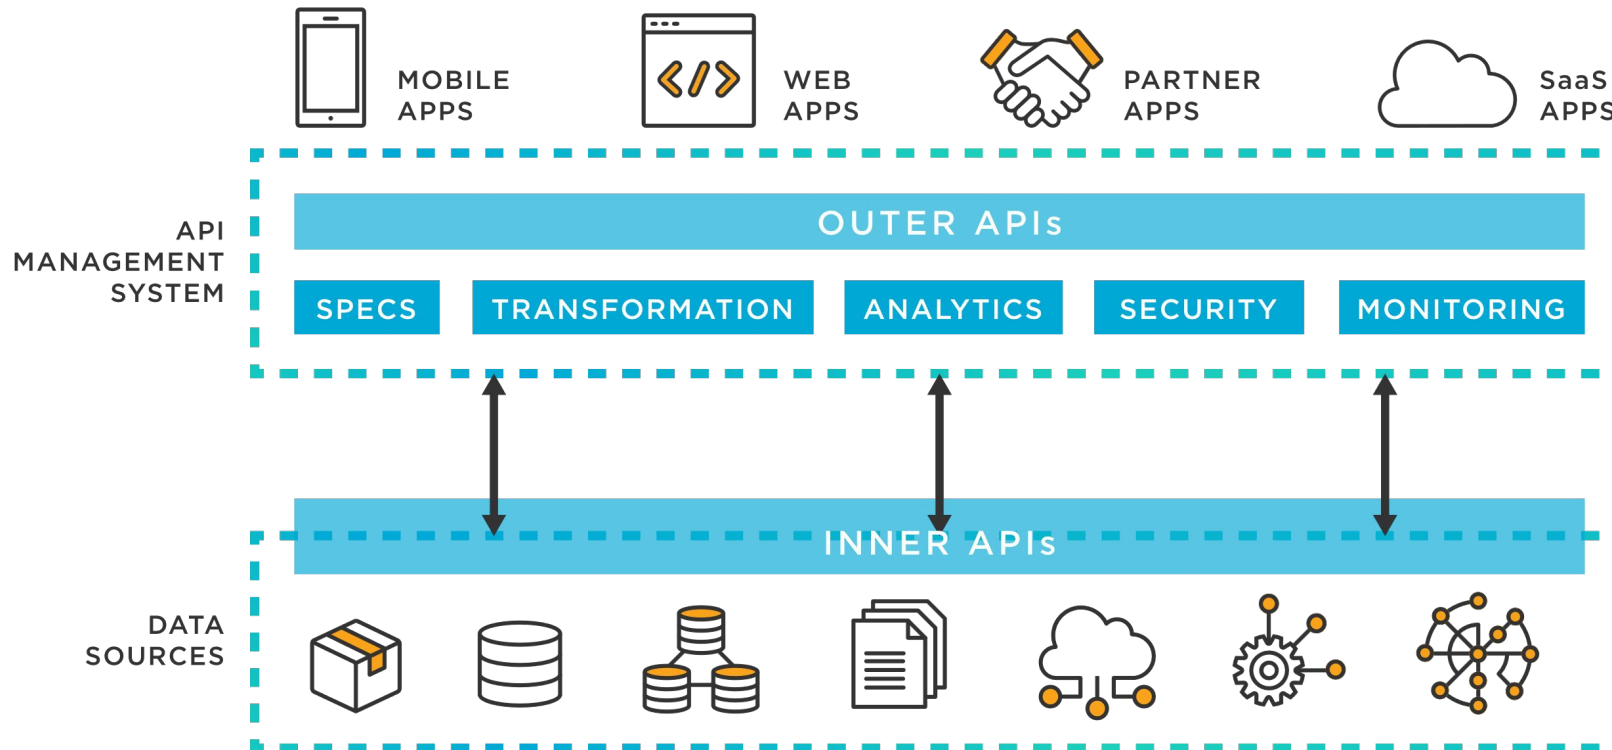 MOBILE
APPS
WEB
APPS
PARTNER
APPS
SaaS
APPS
API
MANAGEMENT
SYSTEM
OUTER APIs
SPECS
TRANSFORMATION
ANALYTICS
SECURITY
MONITORING
INNER APIs
DATA
SOURCES